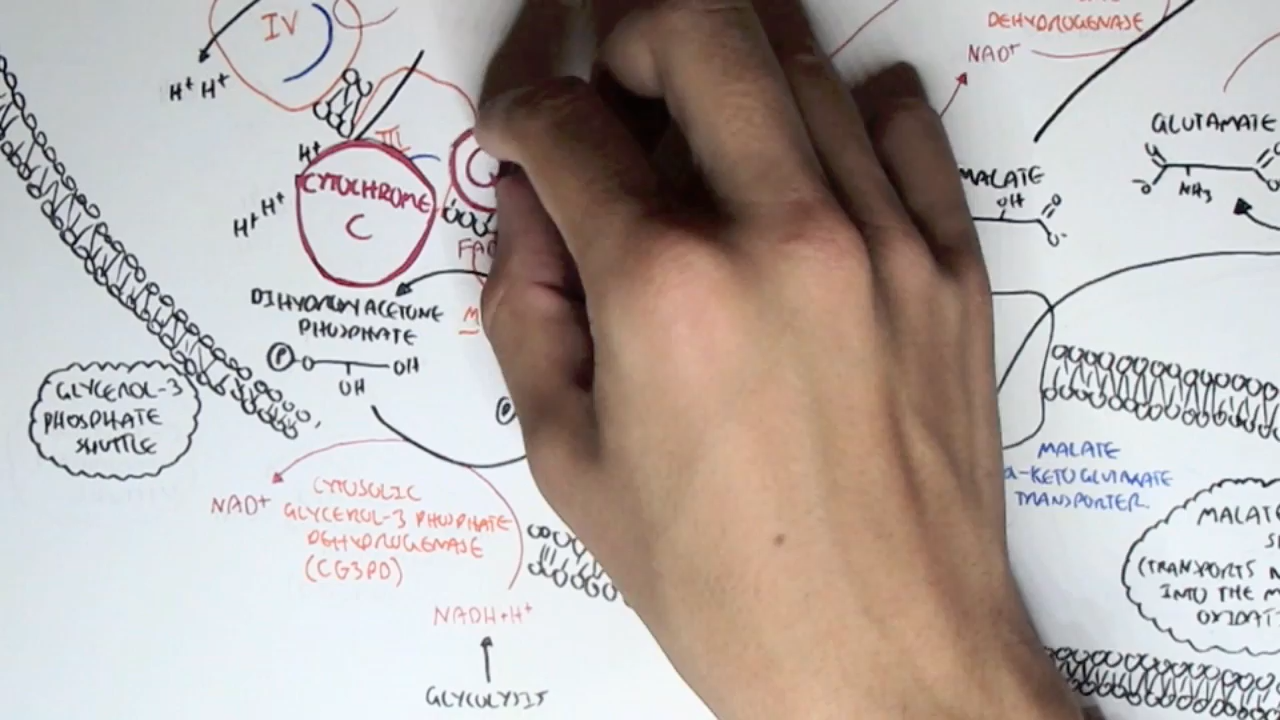 IV
H+ H+
III
H+
CYTOCHROME
C
H+ H+
DIHYDROXYACETONE
PHOSPHATE
P O OH
OH
GLYCEROL-3
PHOSPHATE
SHUTTLE
NAD+
CYTOSOLIC
GLYCEROL-3 PHOSPHATE
DEHYDROGENASE
(CG3PD)
NADH+H+
GLYCOLYSIS
P
DEHYDROGENASE
NAD+
GLUTAMATE
NH3
MALATE
OH
MALATE
α-KETOGLUTARATE
TRANSPORTER
MALATE
(TRANSPORTS
INTO THE